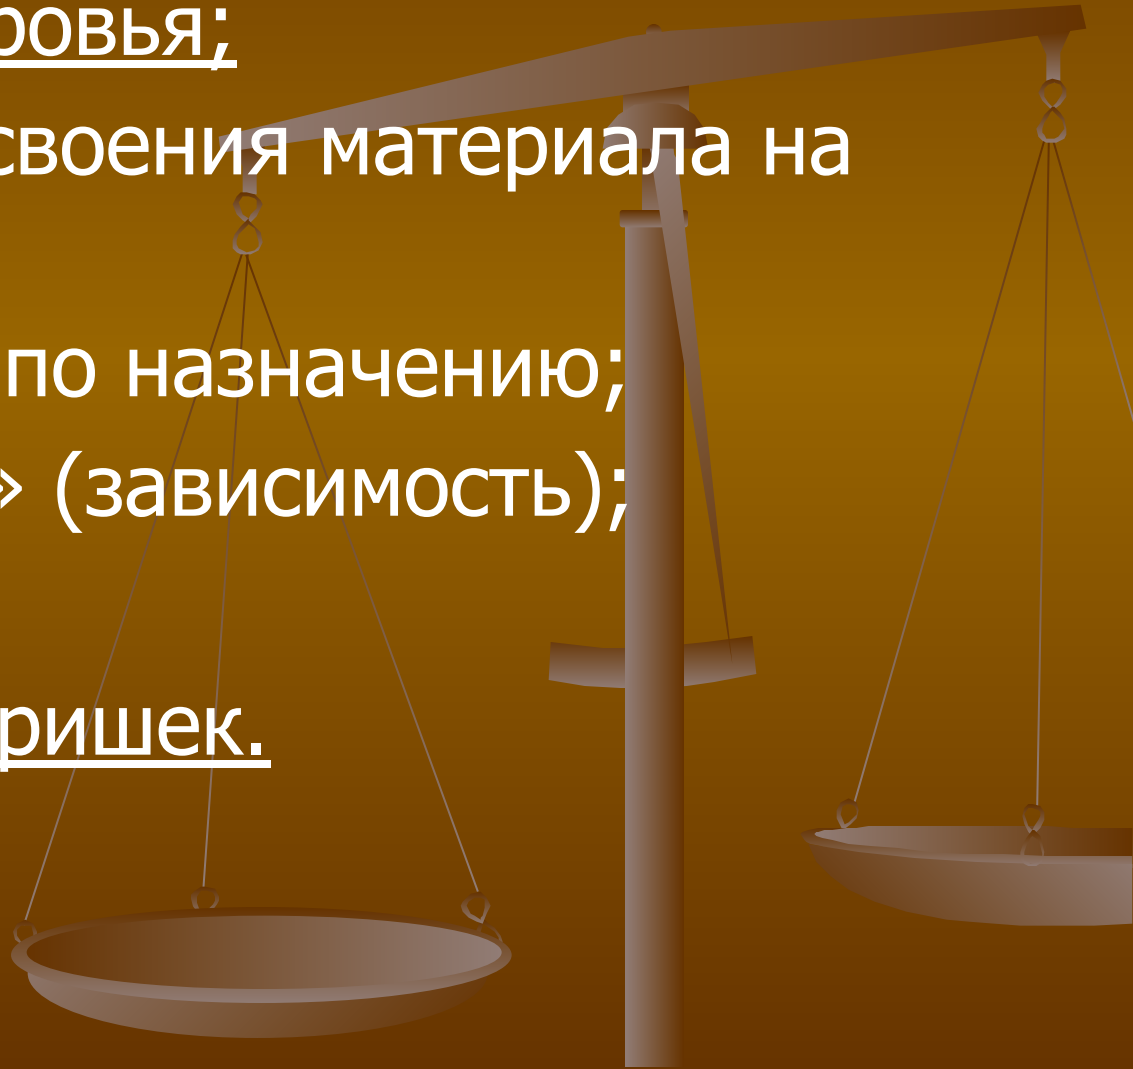 ровья;
своения материала на
по назначению;
» (зависимость);
ришек.